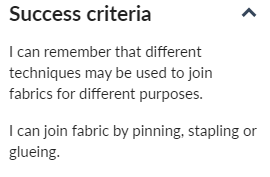 Success criteria
I can remember that different
techniques may be used to join
fabrics for different purposes.
I can join fabric by pinning, stapling or
glueing.